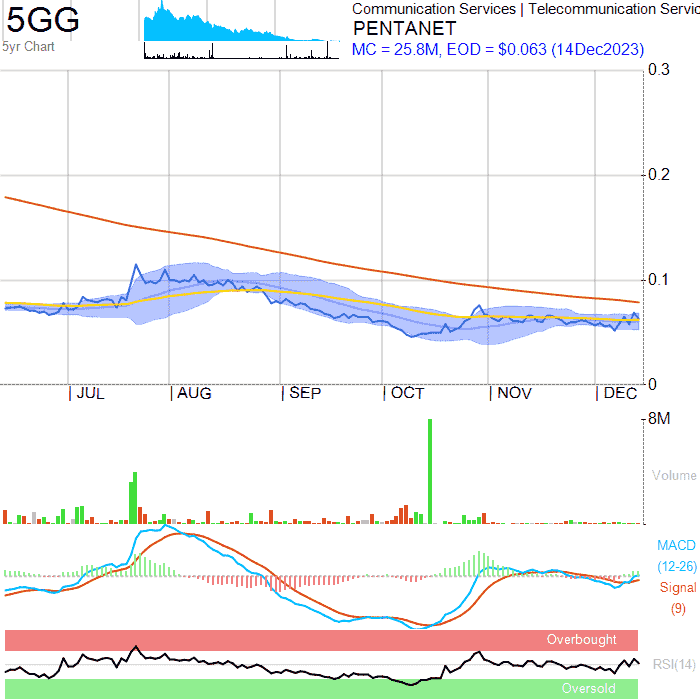 5GG
5yr Chart
Communication Services | Telecommunication Servic
PENTANET
MC = 25.8M, EOD = $0.063 (14Dec2023)
0.3
0.2
0.1
0
JUL AUG SEP OCT NOV DEC
8M
Volume
MACD
(12-26)
Signal
(9)
Overbought
RSI(14)
Oversold